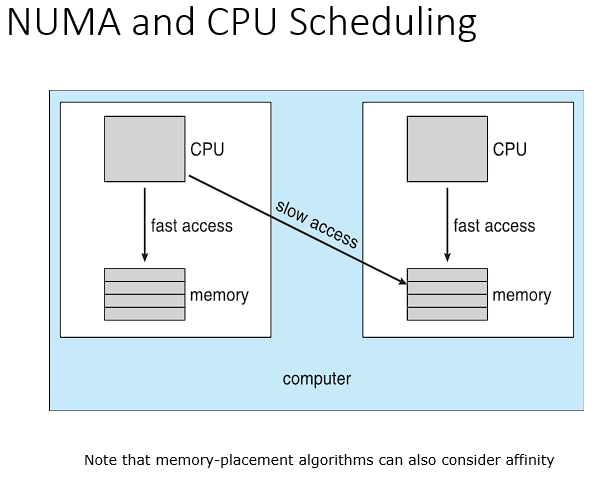 NUMA and CPU Scheduling
CPU
CPU
fast access
slow access
fast access
memory
memory
computer
Note that memory-placement algorithms can also consider affinity